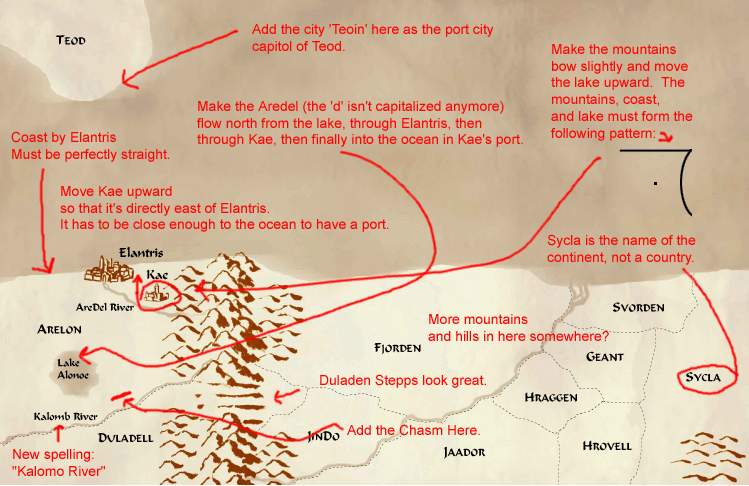 TEOD
Add the city 'Teoin' here as the port city
capitol of Teod.
Make the mountains
bow slightly and move
the lake upward. The
mountains, coast,
and lake must form the
following pattern:
Make the Aredel (the 'd' isn't capitalized anymore)
flow north from the lake, through Elantris, then
through Kae, then finally into the ocean in Kae's port.
Coast by Elantris
Must be perfectly straight.
Move Kae upward
so that it's directly east of Elantris.
It has to be close enough to the ocean to have a port.
Sycla is the name of the
continent, not a country.
ELANTRIS
KAE
AREDEL RIVER
ARELON
SVORDEN
More mountains
and hills in here somewhere?
FJORDEN
GEANT
LAKE
ALONOE
SYCLA
Duladen Stepps look great.
HRAGGEN
KALOMB RIVER
DULADELL
JINDO
Add the Chasm Here.
JAADOR
HROVELL
New spelling:
"Kalomo River"